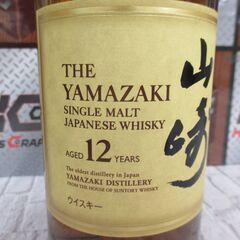 THE
YAMAZAKI
SINGLE MALT
JAPANESE WHISKY
AGED 12 YEARS
The oldest distillery in Japan
YAMAZAKI DISTILLERY
FROM THE HOUSE OF SUNTORY WHISKY
ウイスキー
山崎